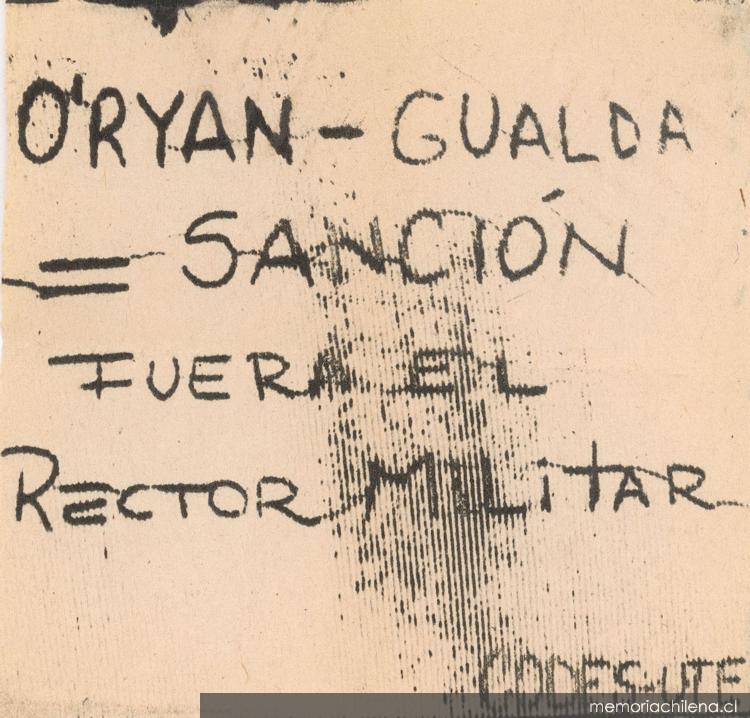 O'RYAN - GUALDA
= SANCIÓN
FUERA EL
RECTOR MILITAR
CODES-UTE
memoriachilena.cl